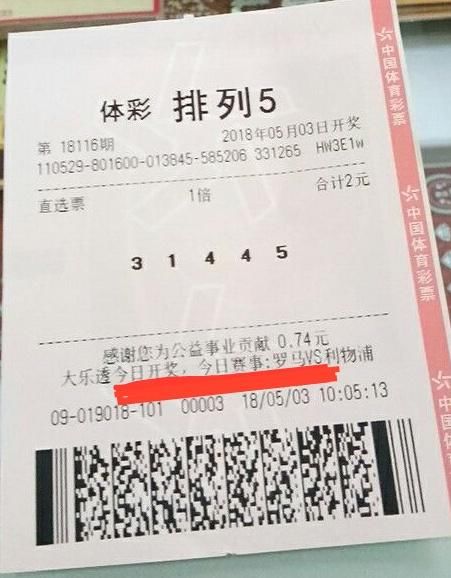 体彩 排列5
第 18116期 2018年05月03日开奖
110529-801600-013845-585206 331265 HW3E1w
直选票 1倍 合计2元
3 1 4 4 5
感谢您为公益事业贡献 0.74元
大乐透今日开奖，今日赛事:罗马VS利物浦
09-019018-101 00003 18/05/03 10:05:13
中国体育彩票
中国体育彩票
中国体育